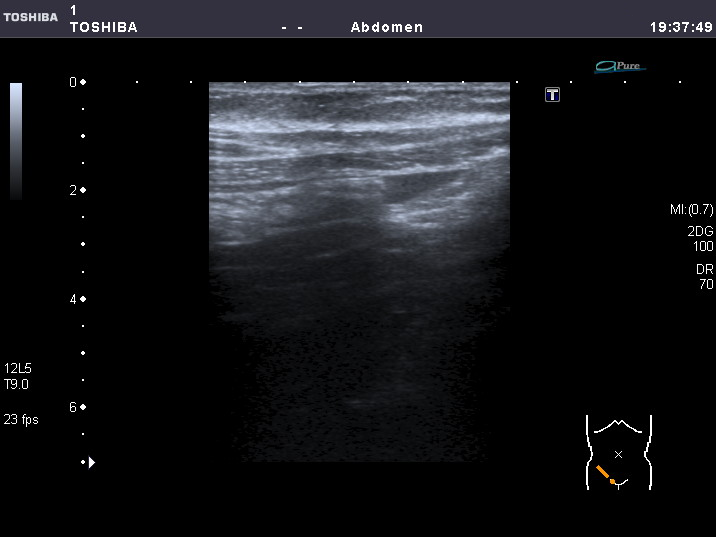 TOSHIBA
1
TOSHIBA
- -
Abdomen
19:37:49
aPure
T
0
2
4
6
MI:(0.7)
2DG
100
DR
70
12L5
T9.0
23 fps